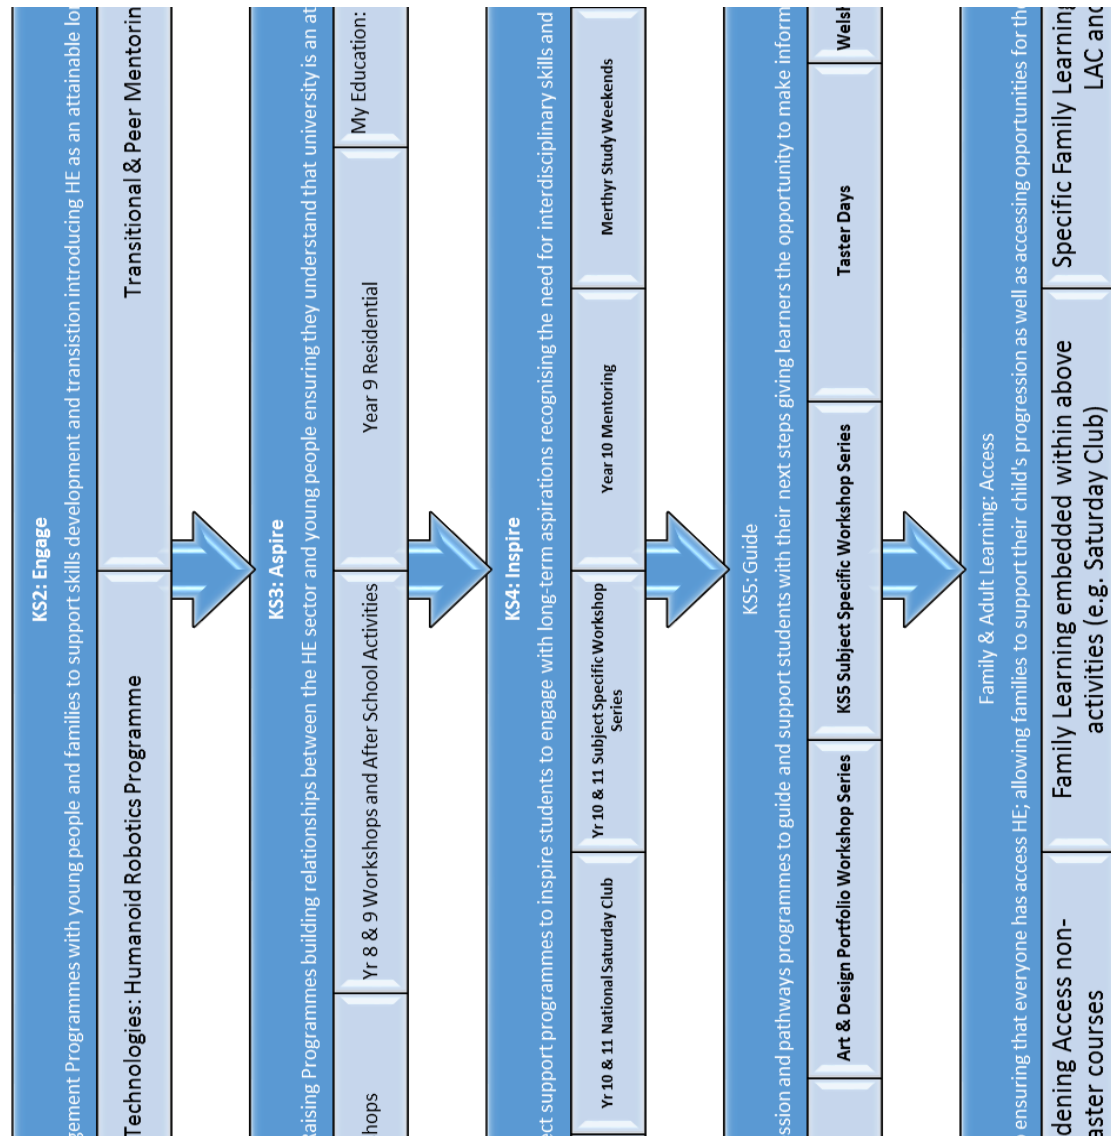 KS2: Engage
gement Programmes with young people and families to support skills development and transistion introducing HE as an attainable lo
Technologies: Humanoid Robotics Programme
Transitional & Peer Mentorin
KS3: Aspire
Raising Programmes building relationships between the HE sector and young people ensuring they understand that university is an at
hops
Yr 8 & 9 Workshops and After School Activities
Year 9 Residential
My Education:
KS4: Inspire
ect support programmes to inspire students to engage with long-term aspirations recognising the need for interdisciplinary skills and
Yr 10 & 11 National Saturday Club
Yr 10 & 11 Subject Specific Workshop
Series
Year 10 Mentoring
Merthyr Study Weekends
KS5: Guide
ssion and pathways programmes to guide and support students with their next steps giving learners the opportunity to make inform
Art & Design Portfolio Workshop Series
KS5 Subject Specific Workshop Series
Taster Days
Welsh
Family & Adult Learning: Access
ensuring that everyone has access HE; allowing families to support their child's progression as well as accessing opportunities for the
dening Access non-
aster courses
Family Learning embedded within above
activities (e.g. Saturday Club)
Specific Family Learning
LAC and